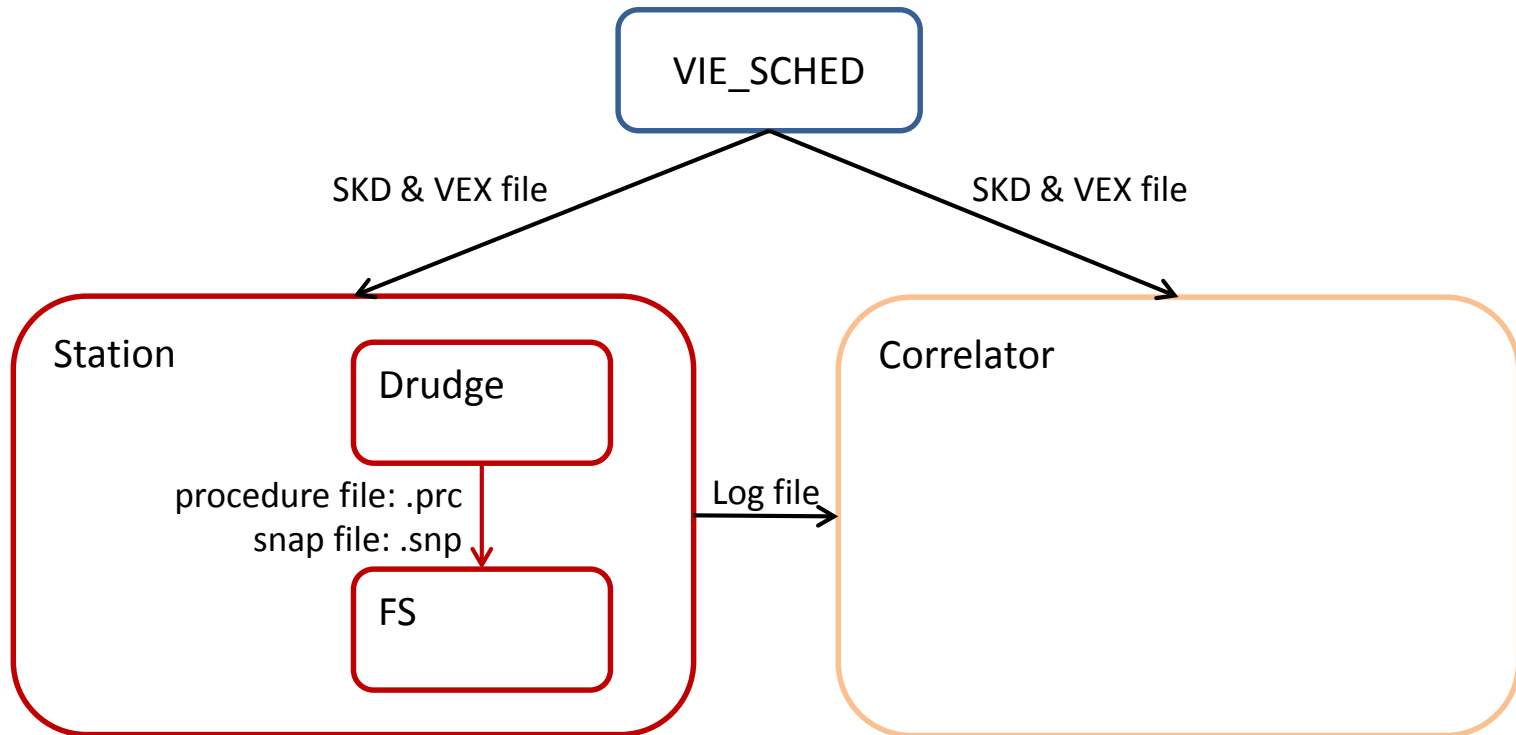 VIE_SCHED
SKD & VEX file
SKD & VEX file
Station
Drudge
procedure file: .prc
snap file: .snp
FS
Log file
Correlator